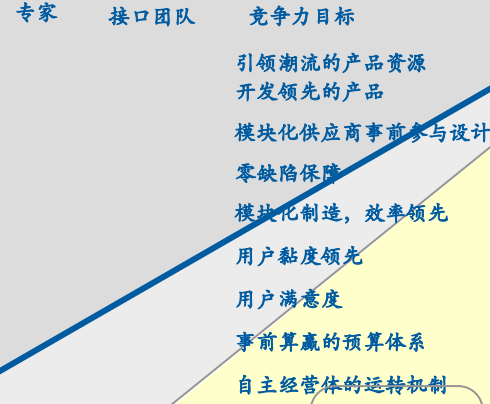 专家 接口团队 竞争力目标
引领潮流的产品资源
开发领先的产品
模块化供应商事前参与设计
零缺陷保障
模块化制造，效率领先
用户黏度领先
用户满意度
事前算赢的预算体系
自主经营体的运转机制